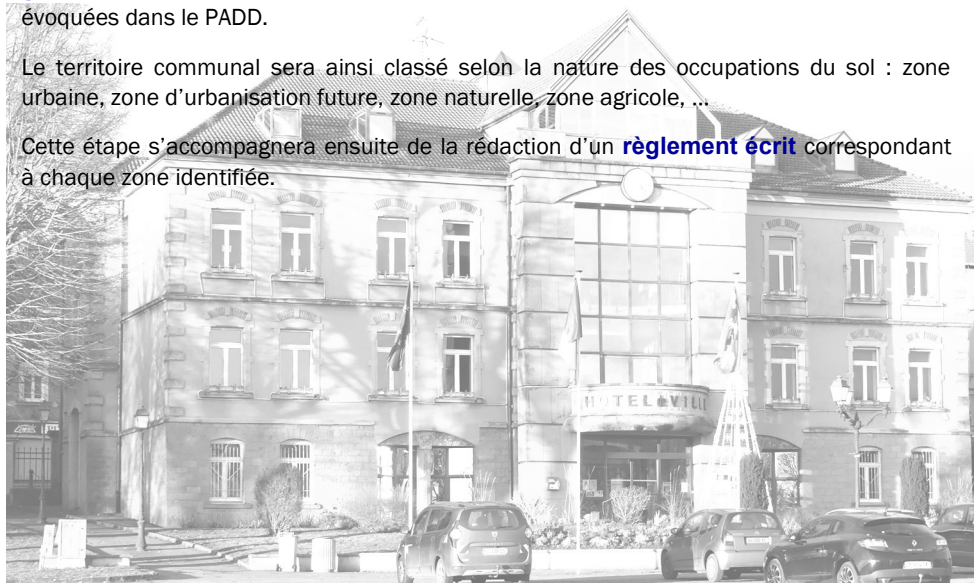 évoquées dans le PADD.
Le territoire communal sera ainsi classé selon la nature des occupations du sol : zone
urbaine, zone d'urbanisation future, zone naturelle, zone agricole, ...
Cette étape s'accompagnera ensuite de la rédaction d'un règlement écrit correspondant
à chaque zone identifiée.
HOTEL DE VILLE